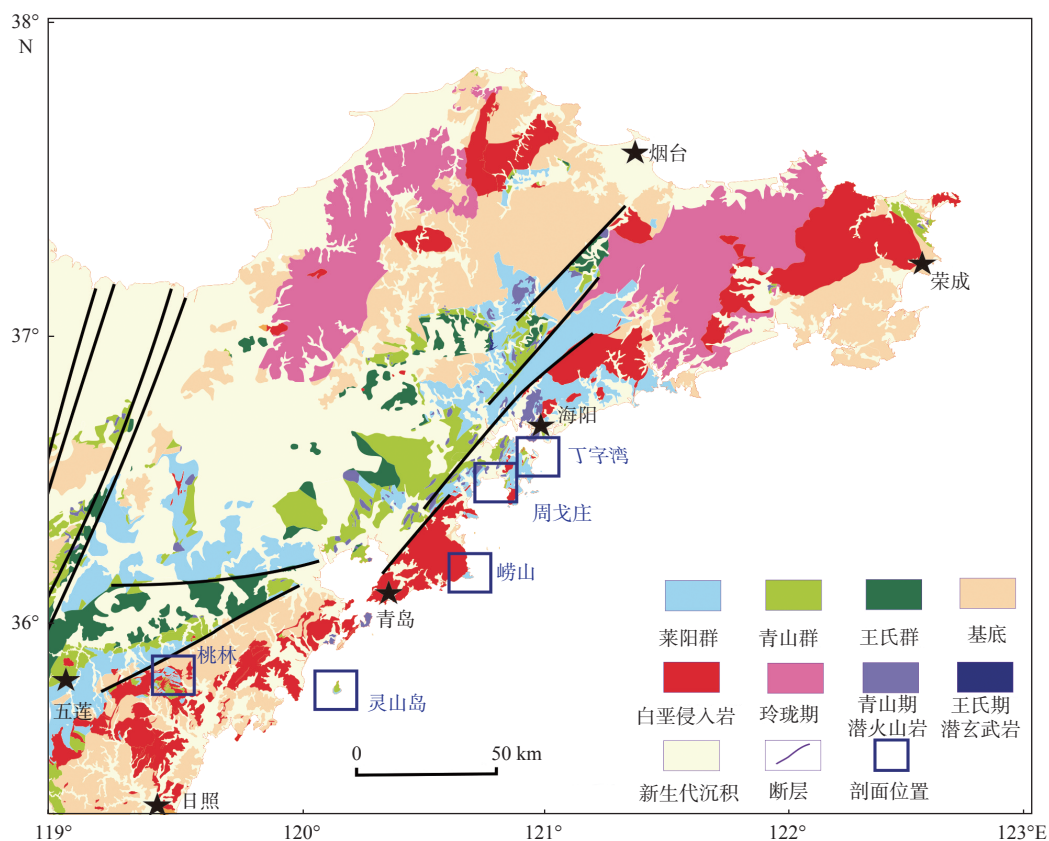 38°
N
烟台
荣成
37°
海阳
丁字湾
周戈庄
崂山
36°
青岛
桃林
灵山岛
五莲
日照
0
50 km
莱阳群
青山群
王氏群
基底
白垩侵入岩
玲珑期
青山期
潜火山岩
王氏期
潜玄武岩
新生代沉积
断层
剖面位置
119°
120°
121°
122°
123°E